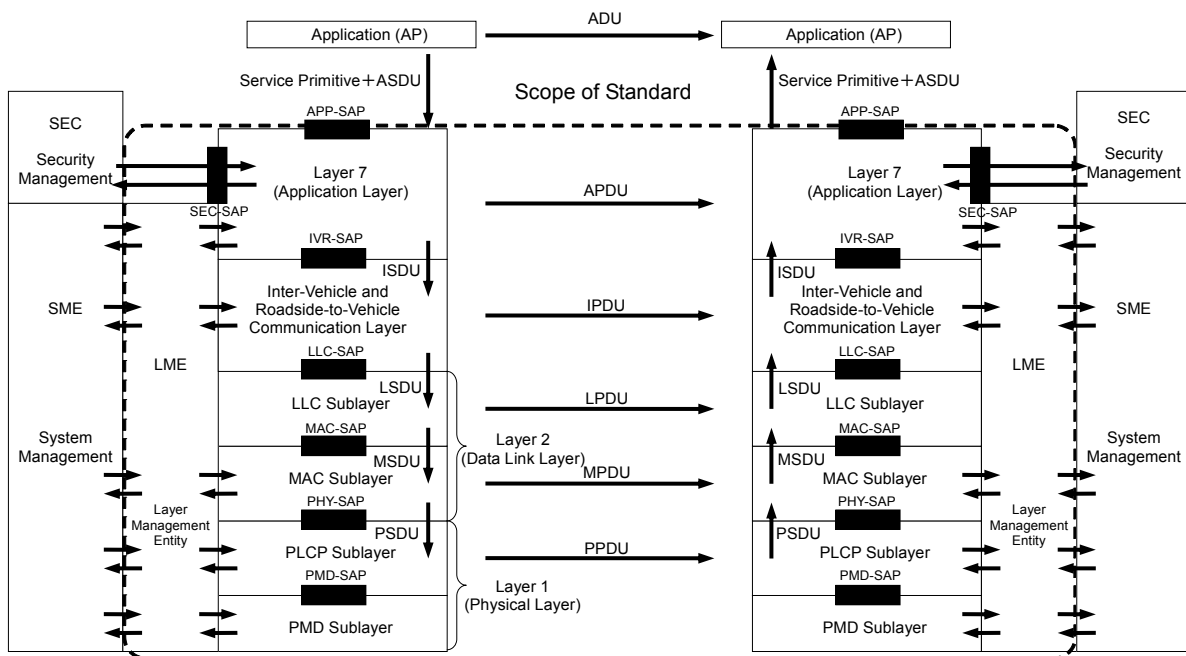 ADU
Application (AP)
Application (AP)
Service Primitive+ASDU
Service Primitive+ASDU
Scope of Standard
SEC
Security
Management
APP-SAP
Layer 7
(Application Layer)
SEC-SAP
APDU
APP-SAP
Layer 7
(Application Layer)
SEC-SAP
SEC
Security
Management
IVR-SAP
ISDU
Inter-Vehicle and
Roadside-to-Vehicle
Communication Layer
IPDU
IVR-SAP
ISDU
Inter-Vehicle and
Roadside-to-Vehicle
Communication Layer
SME
LME
LLC-SAP
LSDU
LLC Sublayer
LPDU
LLC-SAP
LSDU
LLC Sublayer
LME
SME
System
Management
MAC-SAP
MSDU
MAC Sublayer
Layer 2
(Data Link Layer)
MPDU
MAC-SAP
MSDU
MAC Sublayer
System
Management
Layer
Management
Entity
PHY-SAP
PSDU
PLCP Sublayer
PPDU
PHY-SAP
PSDU
PLCP Sublayer
Layer
Management
Entity
PMD-SAP
PMD Sublayer
Layer 1
(Physical Layer)
PMD-SAP
PMD Sublayer